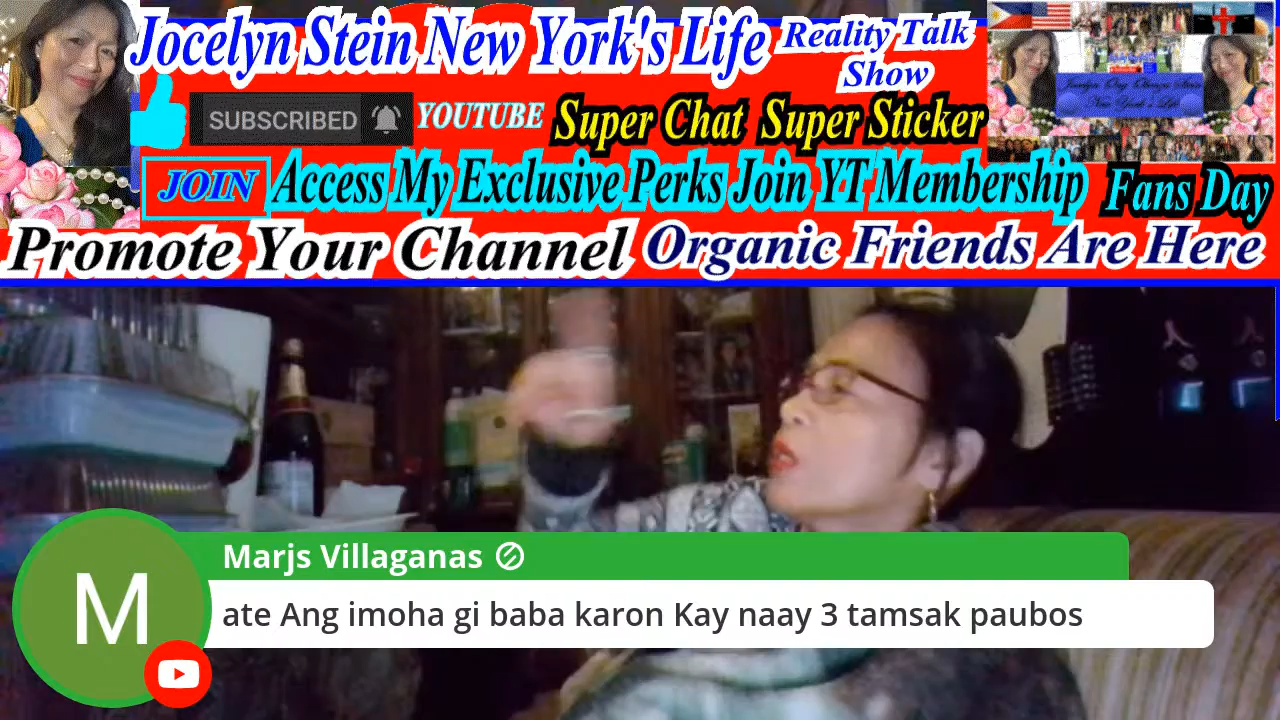 Jocelyn Stein New York's Life
Reality Talk
Show
SUBSCRIBED
YOUTUBE
Super Chat Super Sticker
JOIN
Access My Exclusive Perks Join YT Membership
Fans Day
Promote Your Channel
Organic Friends Are Here
Marjs Villaganas
ate Ang imoha gi baba karon Kay naay 3 tamsak paubos
M